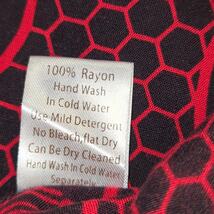 100% Rayon
Hand Wash
In Cold Water
Use Mild Detergent
No Bleach,flat Dry
Can Be Dry Cleaned
Hand Wash In Cold Water
Separately